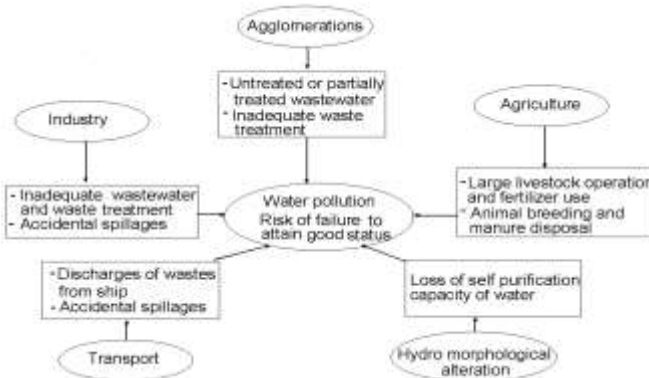 Agglomerations
- Untreated or partially
treated wastewater
- Inadequate waste
treatment
Industry
Agriculture
- Inadequate wastewater
and waste treatment
- Accidental spillages
Water pollution
Risk of failure to
attain good status
- Large livestock operation
and fertilizer use
- Animal breeding and
manure disposal
- Discharges of wastes
from ship
- Accidental spillages
Loss of self purification
capacity of water
Transport
Hydro morphological
alteration